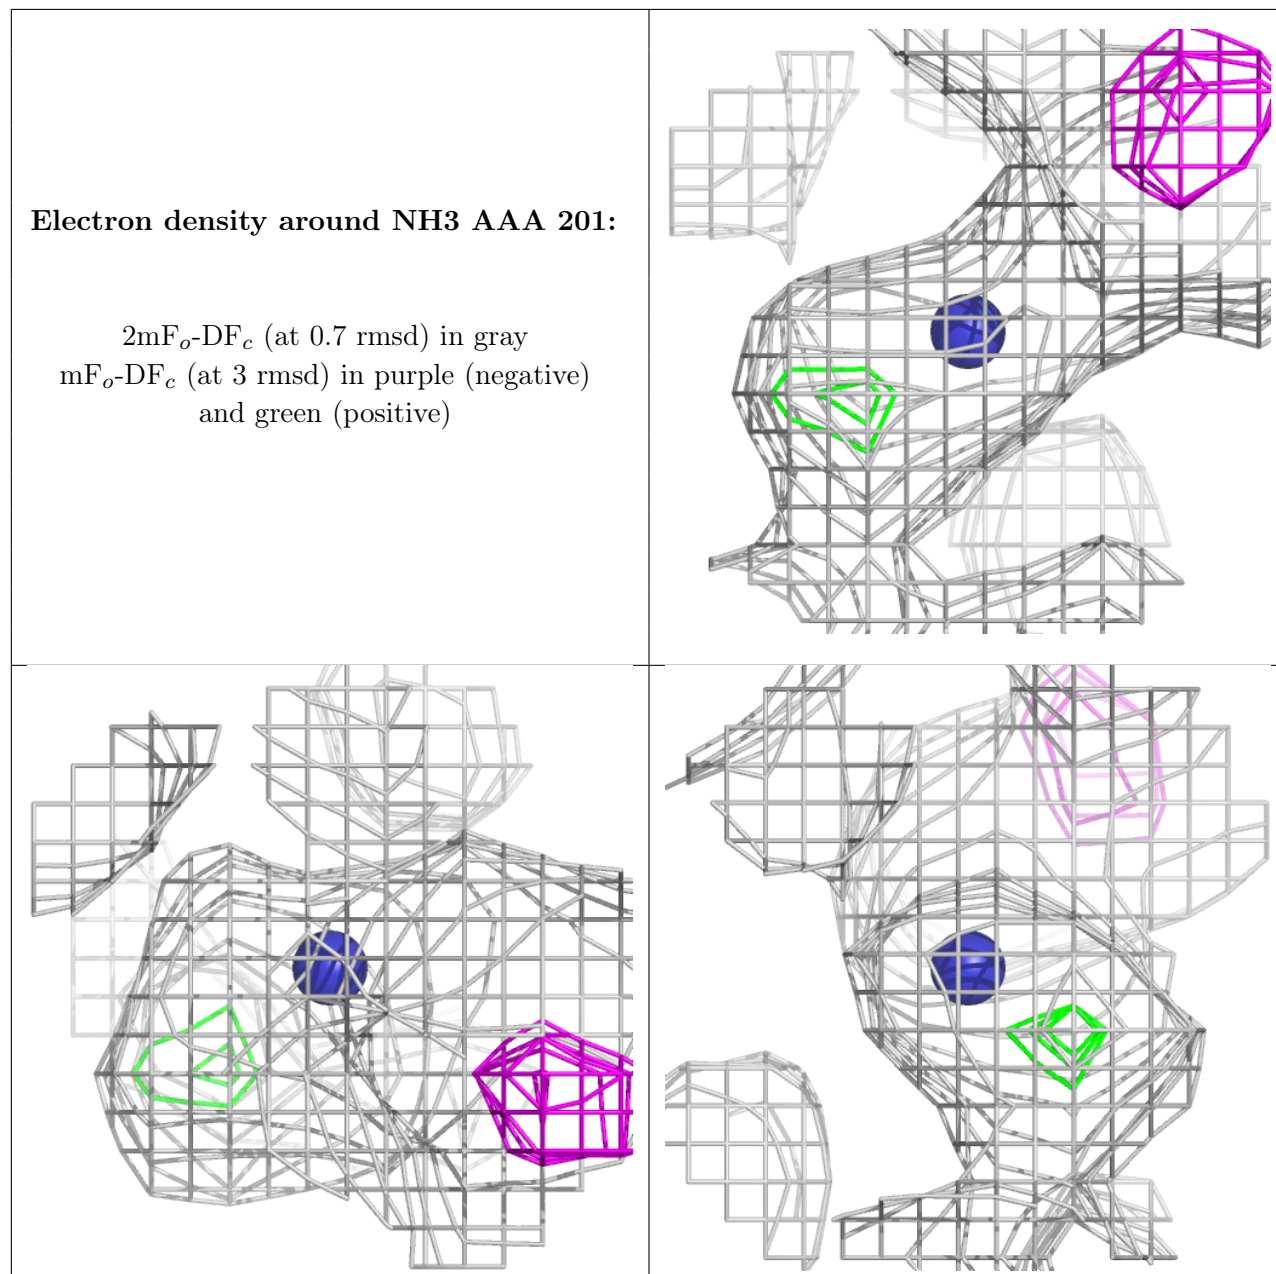 Electron density around NH3 AAA 201:
2mFo-DFc (at 0.7 rmsd) in gray
mFo-DFc (at 3 rmsd) in purple (negative)
and green (positive)